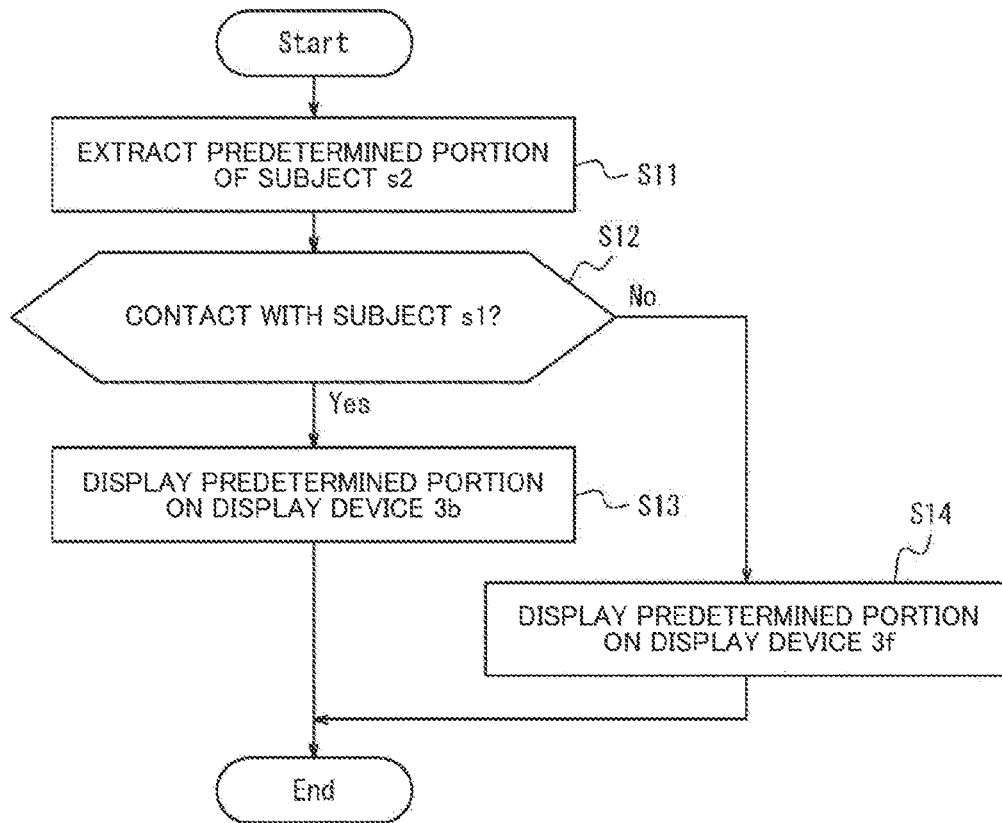 Start
EXTRACT PREDETERMINED PORTION
OF SUBJECT s2
S11
S12
CONTACT WITH SUBJECT s1?
No
Yes
DISPLAY PREDETERMINED PORTION
ON DISPLAY DEVICE 3b
S13
S14
DISPLAY PREDETERMINED PORTION
ON DISPLAY DEVICE 3f
End